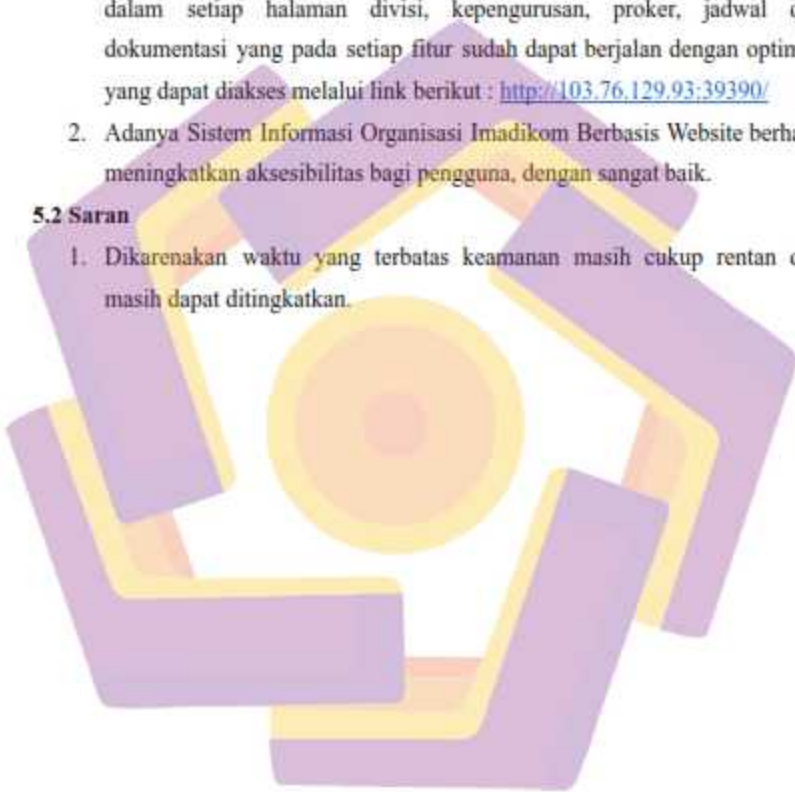 dalam setiap halaman divisi, kepengurusan, proker, jadwal d
dokumentasi yang pada setiap fitur sudah dapat berjalan dengan optim
yang dapat diakses melalui link berikut : http://103.76.129.93:39390/
2. Adanya Sistem Informasi Organisasi Imadikom Berbasis Website berha
meningkatkan aksesibilitas bagi pengguna, dengan sangat baik.
5.2 Saran
1. Dikarenakan waktu yang terbatas keamanan masih cukup rentan d
masih dapat ditingkatkan.